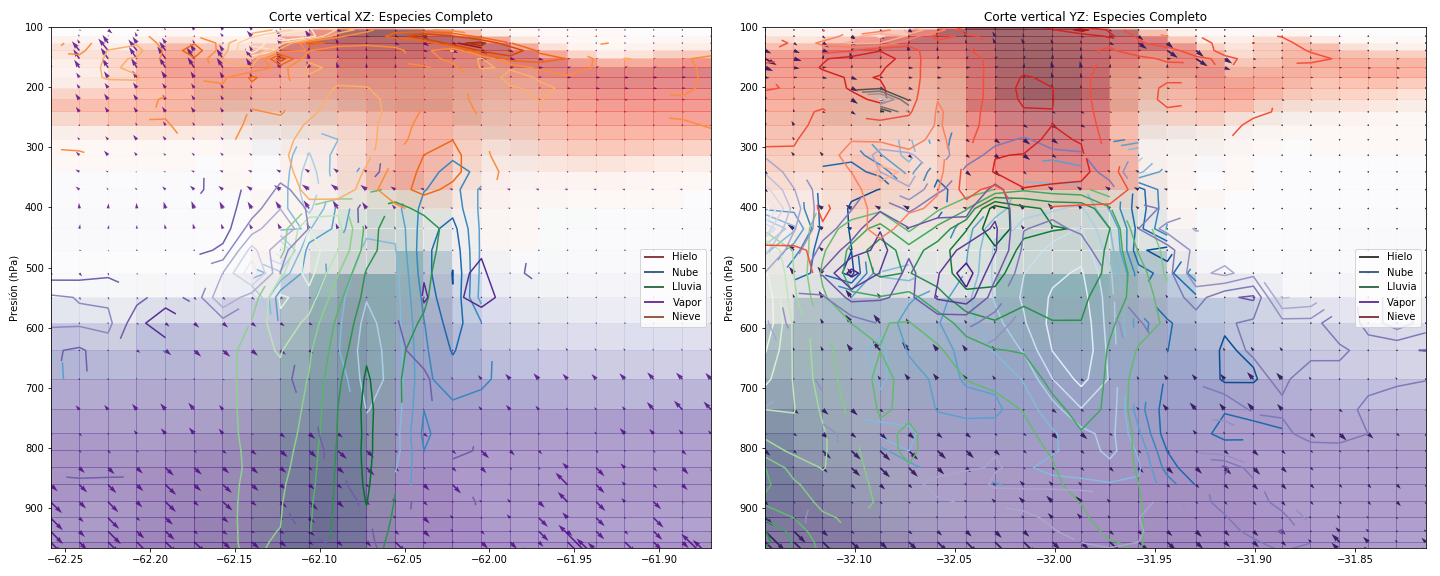 Corte vertical XZ: Especies Completo
Presión (hPa)
100
200
300
400
500
600
700
800
900
−62.25 −62.20 −62.15 −62.10 −62.05 −62.00 −61.95 −61.90
Hielo
Nube
Lluvia
Vapor
Nieve
Corte vertical YZ: Especies Completo
Presión (hPa)
100
200
300
400
500
600
700
800
900
−32.10 −32.05 −32.00 −31.95 −31.90 −31.85
Hielo
Nube
Lluvia
Vapor
Nieve